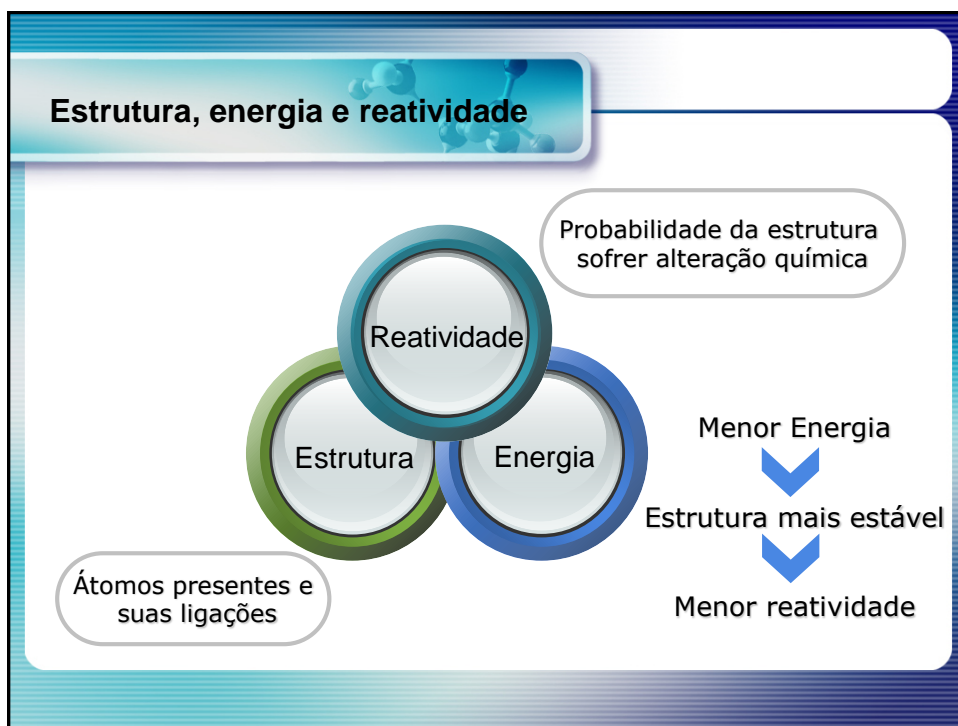 Estrutura, energia e reatividade
Probabilidade da estrutura
sofrer alteração química
Reatividade
Estrutura
Energia
Menor Energia
Estrutura mais estável
Menor reatividade
Átomos presentes e
suas ligações